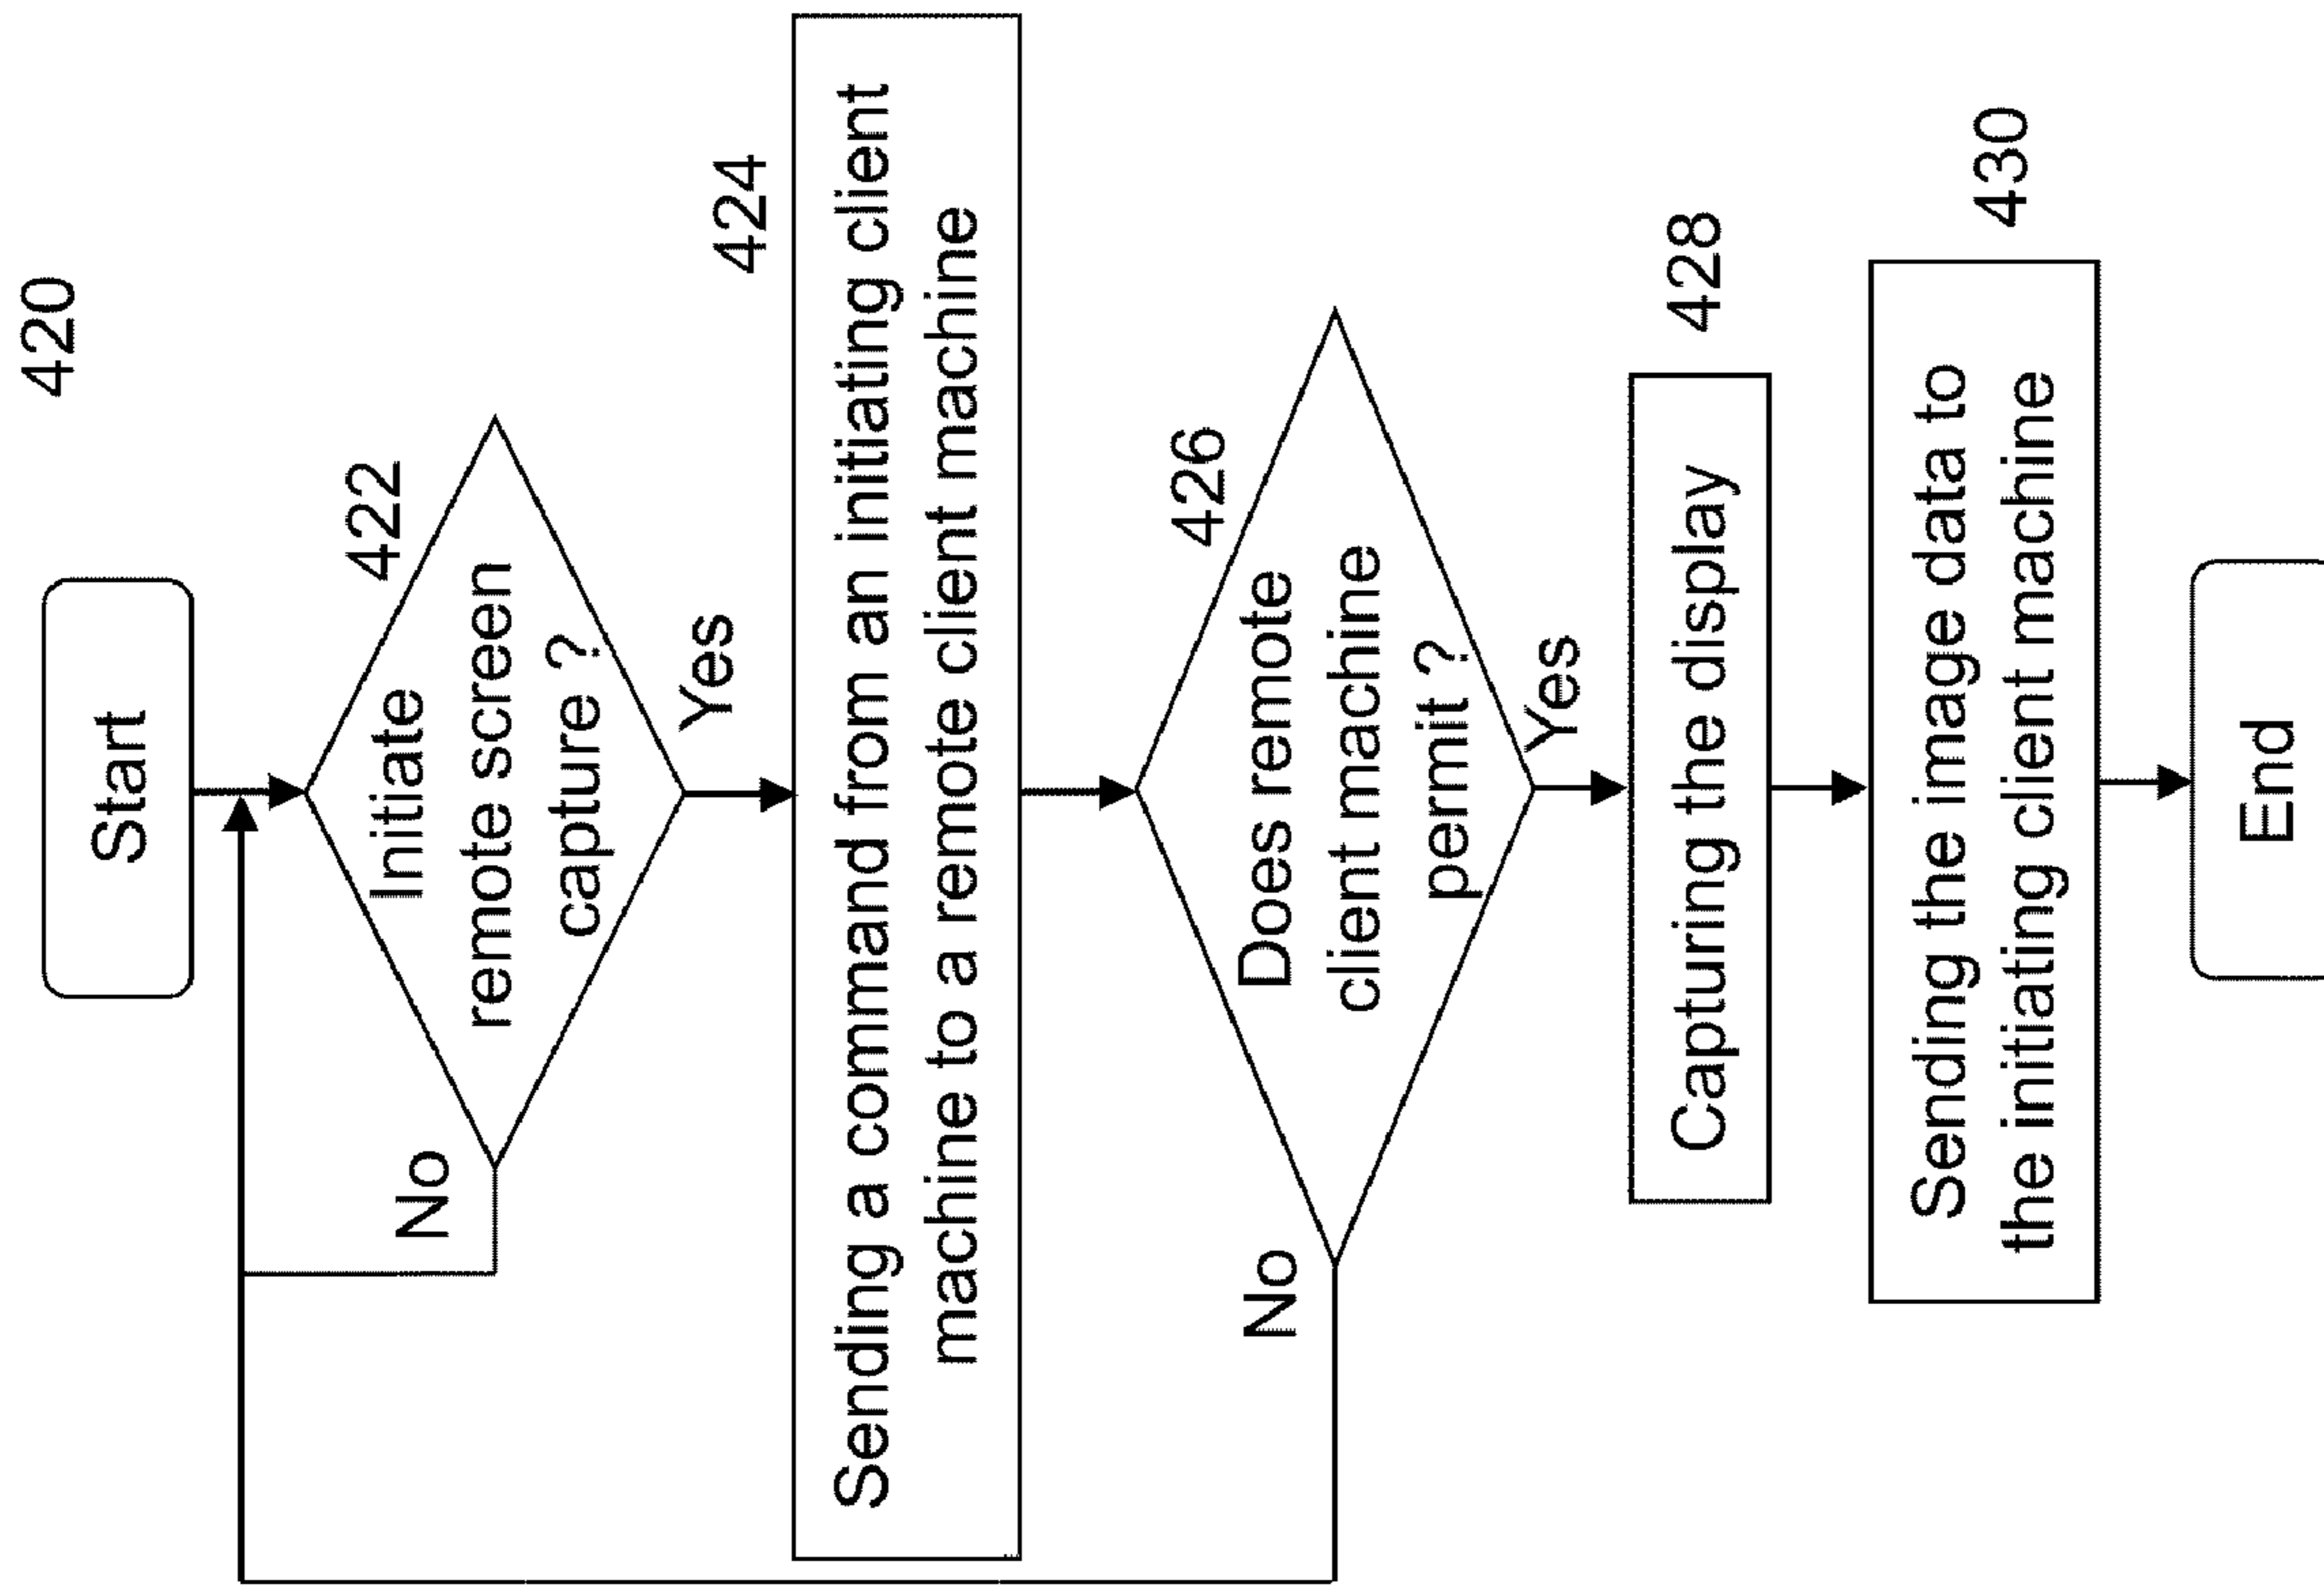 420
Start
422
Initiate
remote screen
capture ?
No
Yes
424
Sending a command from an initiating client
machine to a remote client machine
426
Does remote
client machine
permit ?
No
Yes
428
Capturing the display
430
Sending the image data to
the initiating client machine
End